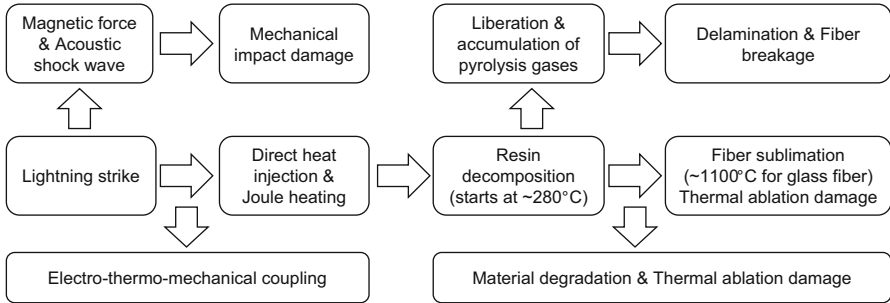 Magnetic force
& Acoustic
shock wave
Mechanical
impact damage
Liberation &
accumulation of
pyrolysis gases
Delamination & Fiber
breakage
Lightning strike
Direct heat
injection &
Joule heating
Resin
decomposition
(starts at ~280°C)
Fiber sublimation
(~1100°C for glass fiber)
Thermal ablation damage
Electro-thermo-mechanical coupling
Material degradation & Thermal ablation damage